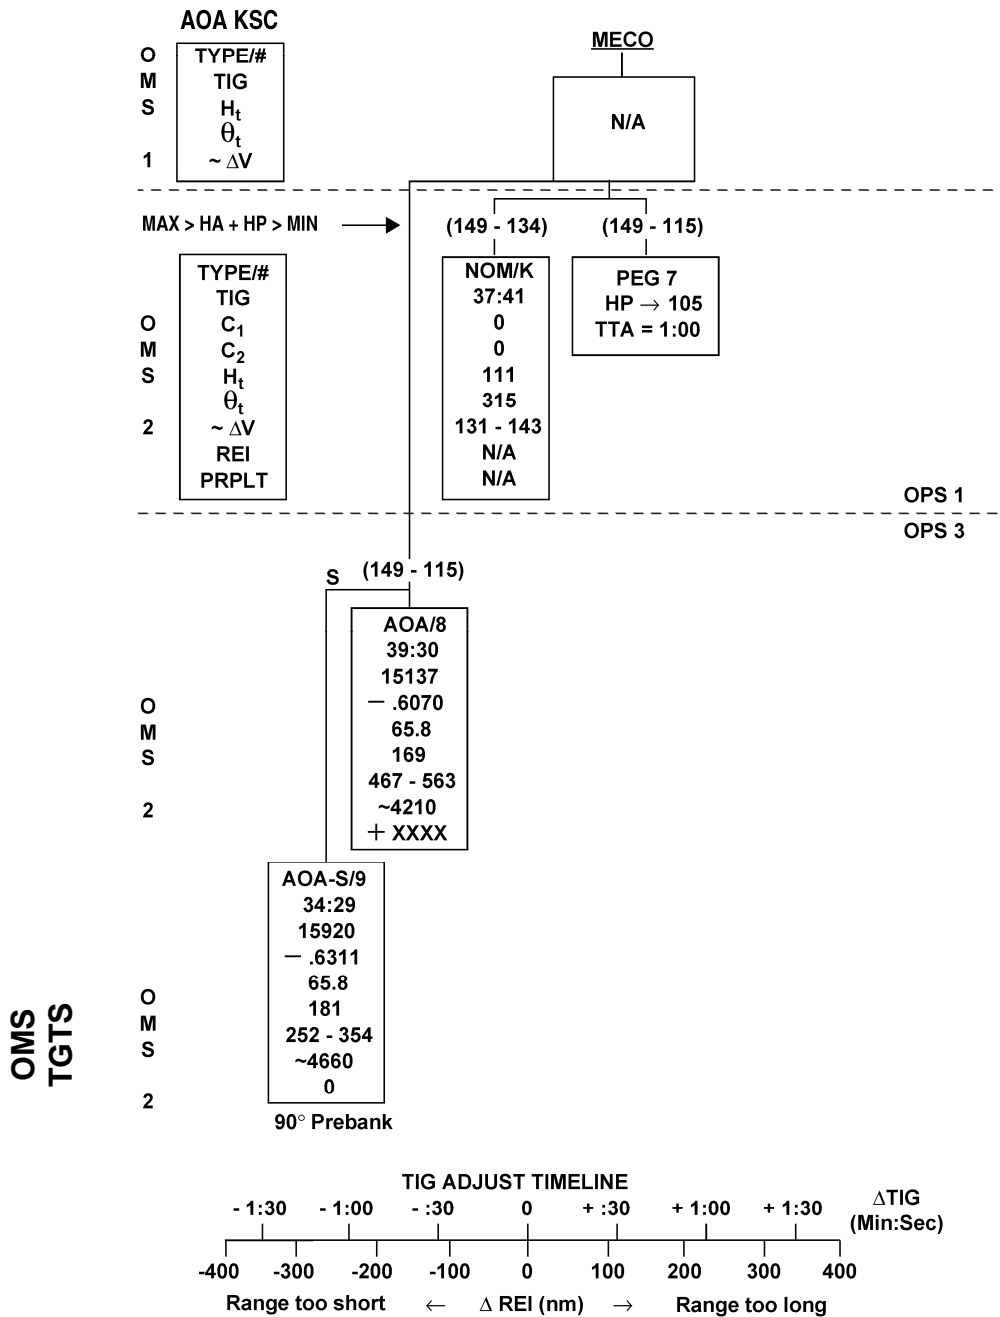 AOA KSC
MECO
O
M
S
1
TYPE/#
TIG
Ht
θt
~ ΔV
N/A
MAX > HA + HP > MIN
(149 - 134)
(149 - 115)
O
M
S
2
TYPE/#
TIG
C1
C2
Ht
θt
~ ΔV
REI
PRPLT
NOM/K
37:41
0
0
111
315
131 - 143
N/A
N/A
PEG 7
HP → 105
TTA = 1:00
OPS 1
OPS 3
S
(149 - 115)
O
M
S
2
AOA/8
39:30
15137
− .6070
65.8
169
467 - 563
~4210
+ XXXX
O
M
S
2
AOA-S/9
34:29
15920
− .6311
65.8
181
252 - 354
~4660
0
90° Prebank
OMS
TGTS
TIG ADJUST TIMELINE
- 1:30 - 1:00 - :30 0 + :30 + 1:00 + 1:30
ΔTIG
(Min:Sec)
-400 -300 -200 -100 0 100 200 300 400
Range too short ← Δ REI (nm) → Range too long